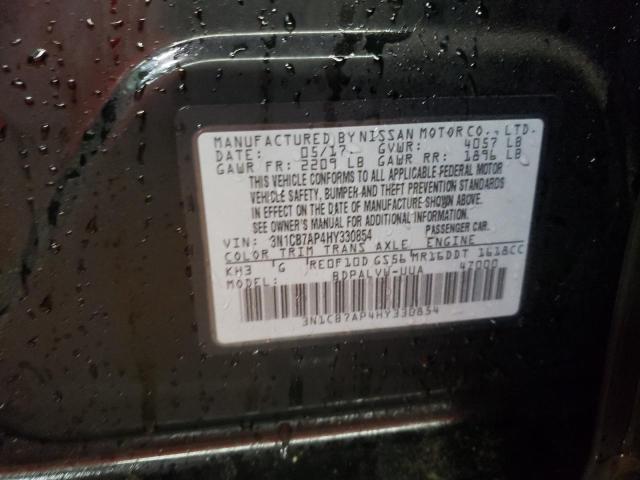 MANUFACTURED BY NISSAN MOTOR CO., LTD.
DATE: 05/17 GVWR: 4057 LB
GAWR FR: 2209 LB GAWR RR: 1896 LB
THIS VEHICLE CONFORMS TO ALL APPLICABLE FEDERAL MOTOR
VEHICLE SAFETY, BUMPER AND THEFT PREVENTION STANDARDS
IN EFFECT ON THE DATE OF MANUFACTURE SHOWN ABOVE.
SEE OWNER'S MANUAL FOR ADDITIONAL INFORMATION.
VIN: 3N1CB7AP4HY330854 PASSENGER CAR.
COLOR TRIM TRANS AXLE ENGINE
KH3 G RE0F10D GS56 MR16DDT 1618CC
MODEL: BDPALVW-UUA 47000
3N1CB7AP4HY330854